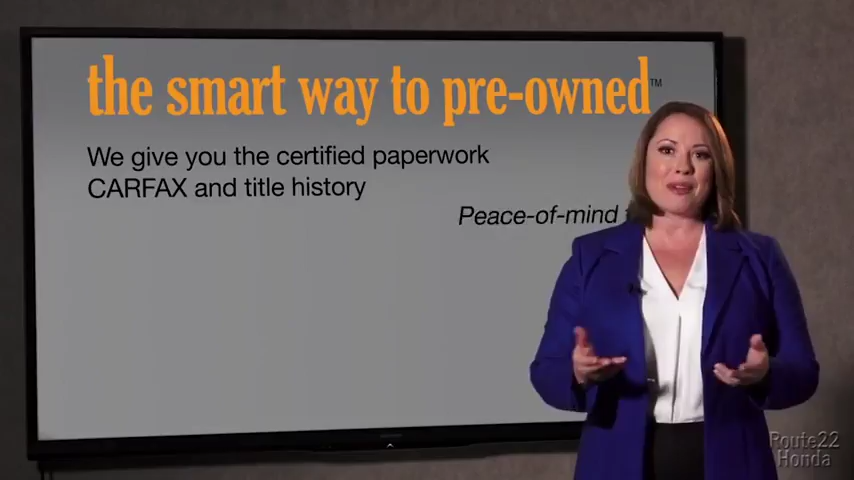 the smart way to pre-owned™
We give you the certified paperwork
CARFAX and title history
Peace-of-mind
Route22
Honda